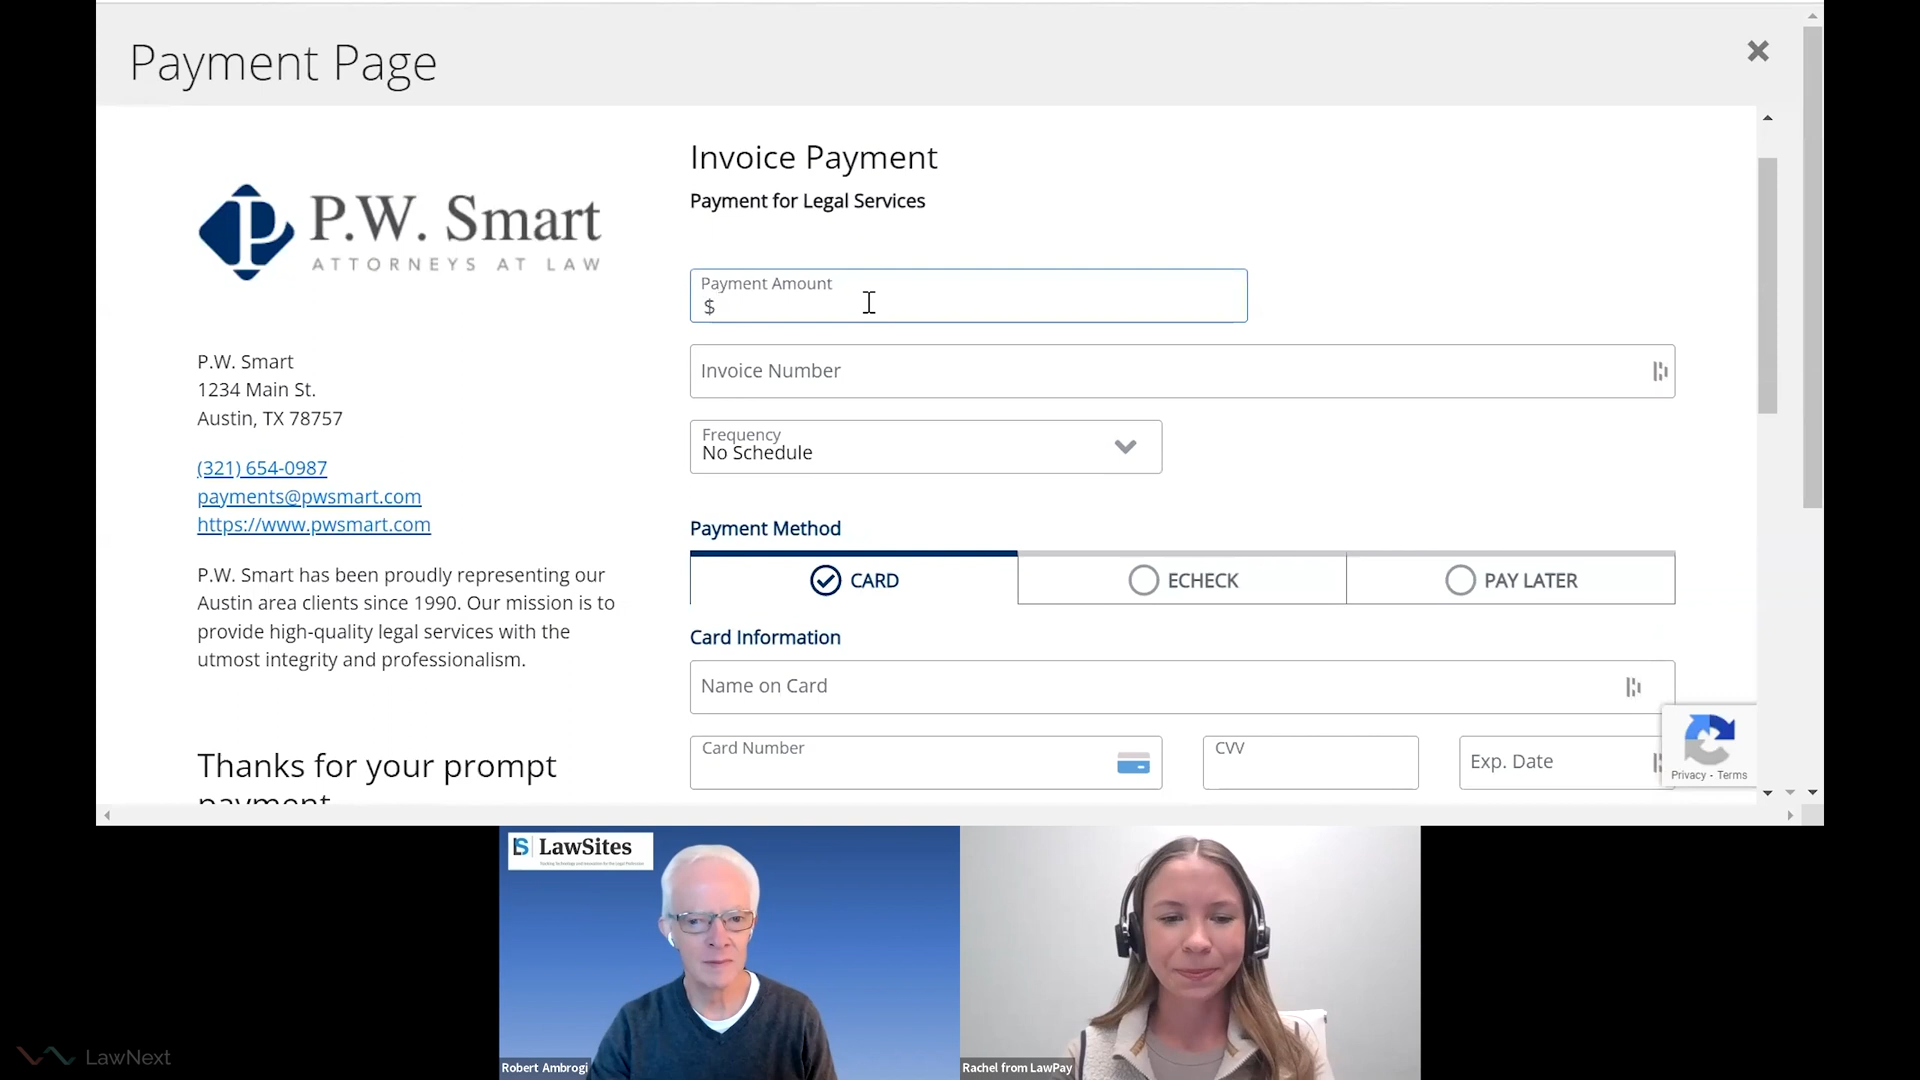 Payment Page
P.W. Smart
ATTORNEYS AT LAW
P.W. Smart
1234 Main St.
Austin, TX 78757
(321) 654-0987
payments@pwsmart.com
https://www.pwsmart.com
P.W. Smart has been proudly representing our
Austin area clients since 1990. Our mission is to
provide high-quality legal services with the
utmost integrity and professionalism.
Thanks for your prompt
payment
Invoice Payment
Payment for Legal Services
Payment Amount
$
Invoice Number
Frequency
No Schedule
Payment Method
CARD
ECHECK
PAY LATER
Card Information
Name on Card
Card Number
CVV
Exp. Date
Privacy - Terms
LS LawSites
Robert Ambrogi
Rachel from LawPay
LawNext